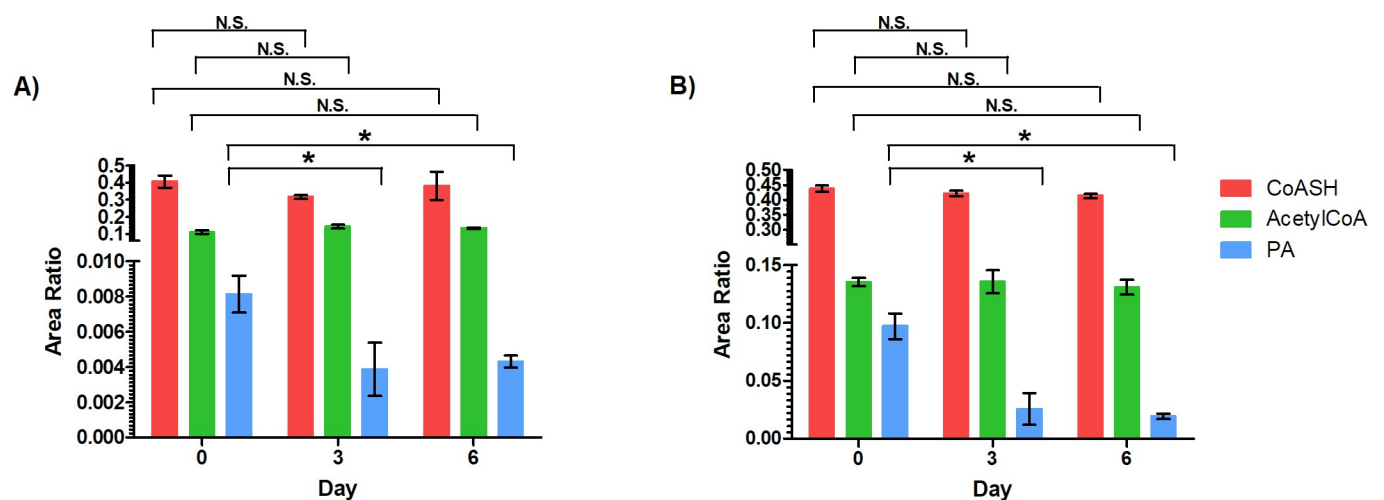 A)
N.S.
N.S.
N.S.
N.S.
*
*
Area Ratio
0.5
0.4
0.3
0.2
0.1
0.010
0.008
0.006
0.004
0.002
0.000
0 3 6
Day
B)
N.S.
N.S.
N.S.
N.S.
*
*
Area Ratio
0.50
0.45
0.40
0.35
0.30
0.15
0.10
0.05
0.00
0 3 6
Day
CoASH
AcetylCoA
PA